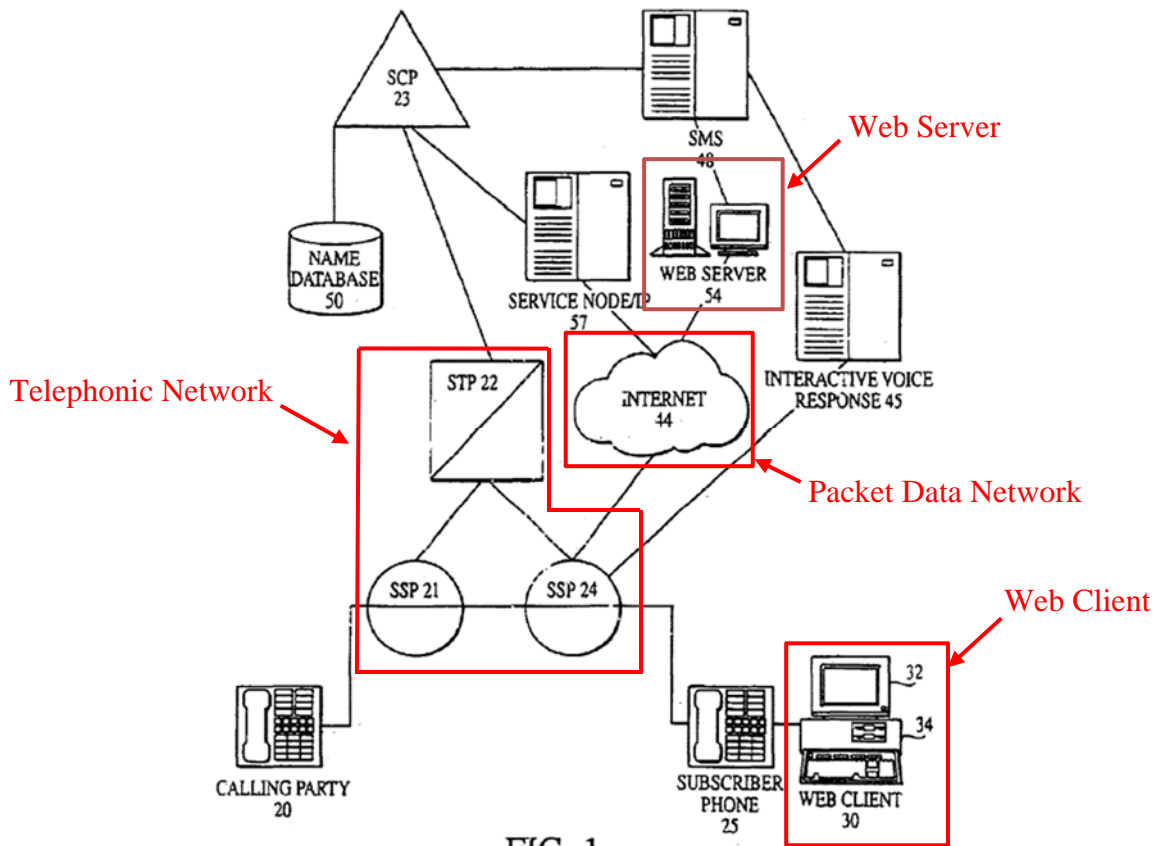 SCP
23
SMS
48
Web Server
NAME
DATABASE
50
SERVICE NODE/IP
57
WEB SERVER
54
Telephonic Network
STP 22
INTERNET
44
INTERACTIVE VOICE
RESPONSE 45
Packet Data Network
SSP 21
SSP 24
Web Client
32
34
CALLING PARTY
20
SUBSCRIBER
PHONE
25
WEB CLIENT
30
FIG. 1